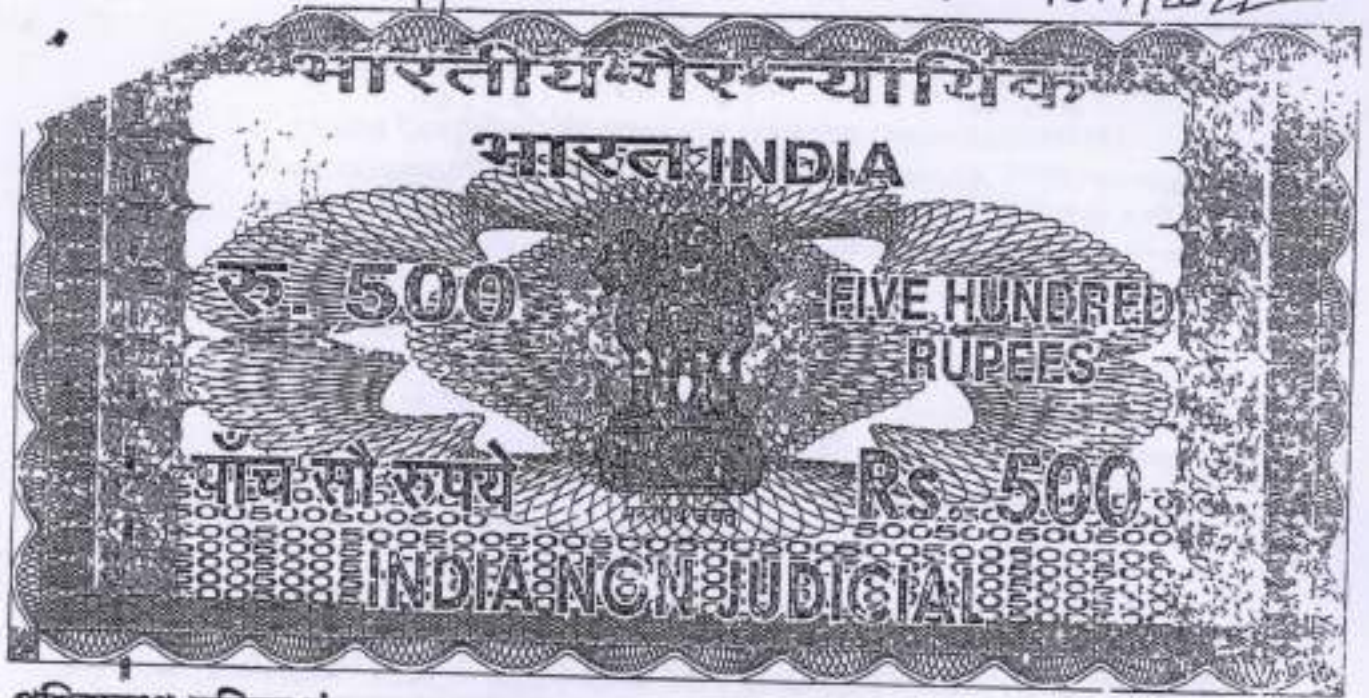 भारतीय गैर न्यायिक
भारत INDIA
रु. 500
FIVE HUNDRED
RUPEES
पाँच सौ रुपये
Rs. 500
INDIA NON JUDICIAL